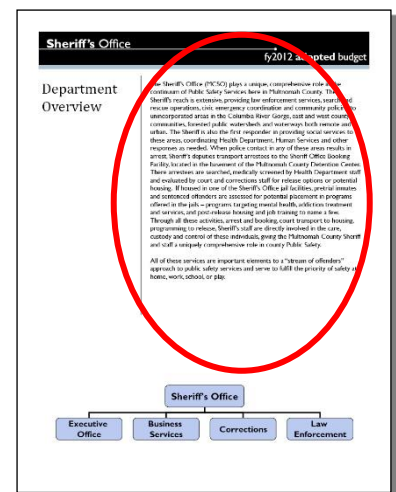 Sheriff's Office
fy2012 adopted budget
Department
Overview
The Sheriff's Office (MCSO) plays a unique, comprehensive role in the
continuum of Public Safety Services here in Multnomah County. The
Sheriff's reach is extensive, providing law enforcement services, search and
rescue operations, civic emergency coordination and community policing to
unincorporated areas in the Columbia River Gorge, east and west county
communities, forested public watersheds and waterways both remote and
urban. The Sheriff is also the first responder in providing social services to
these areas, coordinating Health Department, Human Services and other
responses as needed. When police contact in any of these areas results in
arrest, Sheriff's deputies transport arrestees to the Sheriff Office Booking
Facility, located in the basement of the Multnomah County Detention Center.
There arrestees are searched, medically screened by Health Department staff
and evaluated by court and corrections staff for release options or potential
housing. If housed in one of the Sheriff's Office jail facilities, pretrial inmates
and sentenced offenders are assessed for potential placement in programs
offered in the jails – programs targeting mental health, addiction treatment
and services, and post-release housing and job training to name a few.
Through all these activities, arrest and booking, court transport to housing,
programming to release, Sheriff's staff are directly involved in the care,
custody and control of these individuals, giving the Multnomah County Sheriff
and staff a uniquely comprehensive role in county Public Safety.
All of these services are important elements to a "stream of offenders"
approach to public safety services and serve to fulfill the priority of safety at
home, work, school, or play.
Sheriff's Office
Executive
Office
Business
Services
Corrections
Law
Enforcement